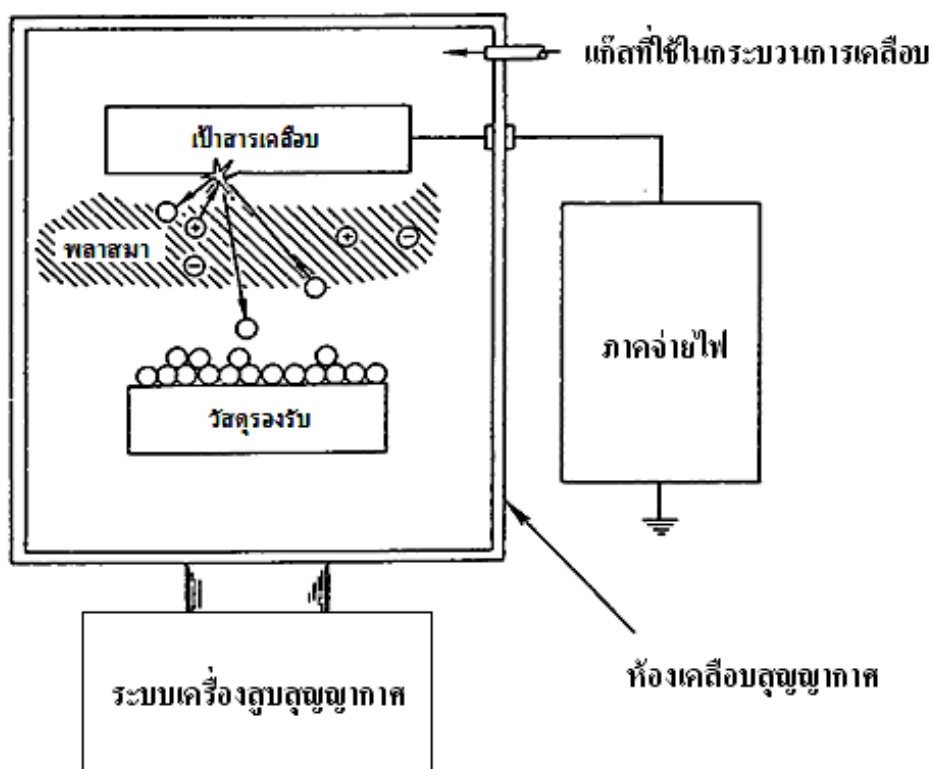 แก๊สที่ใช้ในกระบวนการเคลือบ
เป้าสารเคลือบ
พลาสมา
ภาคจ่ายไฟ
วัสดุรองรับ
ห้องเคลือบสุญญากาศ
ระบบเครื่องสูบสุญญากาศ